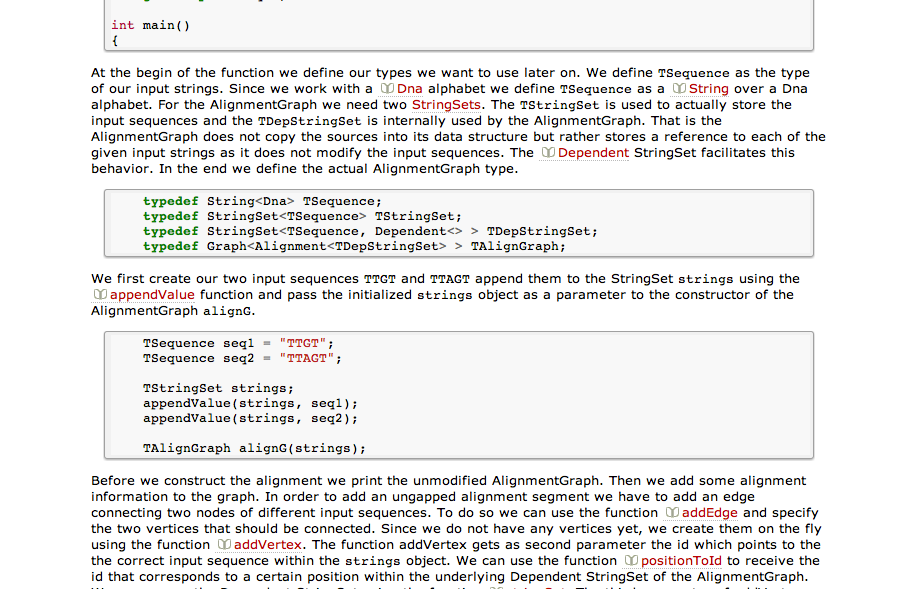 int main()
{
At the begin of the function we define our types we want to use later on. We define TSequence as the type
of our input strings. Since we work with a Dna alphabet we define TSequence as a String over a Dna
alphabet. For the AlignmentGraph we need two StringSets. The TStringSet is used to actually store the
input sequences and the TDepStringSet is internally used by the AlignmentGraph. That is the
AlignmentGraph does not copy the sources into its data structure but rather stores a reference to each of the
given input strings as it does not modify the input sequences. The Dependent StringSet facilitates this
behavior. In the end we define the actual AlignmentGraph type.
typedef String<Dna> TSequence;
typedef StringSet<TSequence> TStringSet;
typedef StringSet<TSequence, Dependent<> > TDepStringSet;
typedef Graph<Alignment<TDepStringSet> > TAlignGraph;
We first create our two input sequences TTGT and TTAGT append them to the StringSet strings using the
appendValue function and pass the initialized strings object as a parameter to the constructor of the
AlignmentGraph alignG.
TSequence seq1 = "TTGT";
TSequence seq2 = "TTAGT";
TStringSet strings;
appendValue(strings, seq1);
appendValue(strings, seq2);
TAlignGraph alignG(strings);
Before we construct the alignment we print the unmodified AlignmentGraph. Then we add some alignment
information to the graph. In order to add an ungapped alignment segment we have to add an edge
connecting two nodes of different input sequences. To do so we can use the function addEdge and specify
the two vertices that should be connected. Since we do not have any vertices yet, we create them on the fly
using the function addVertex. The function addVertex gets as second parameter the id which points to the
the correct input sequence within the strings object. We can use the function positionToId to receive the
id that corresponds to a certain position within the underlying Dependent StringSet of the AlignmentGraph.